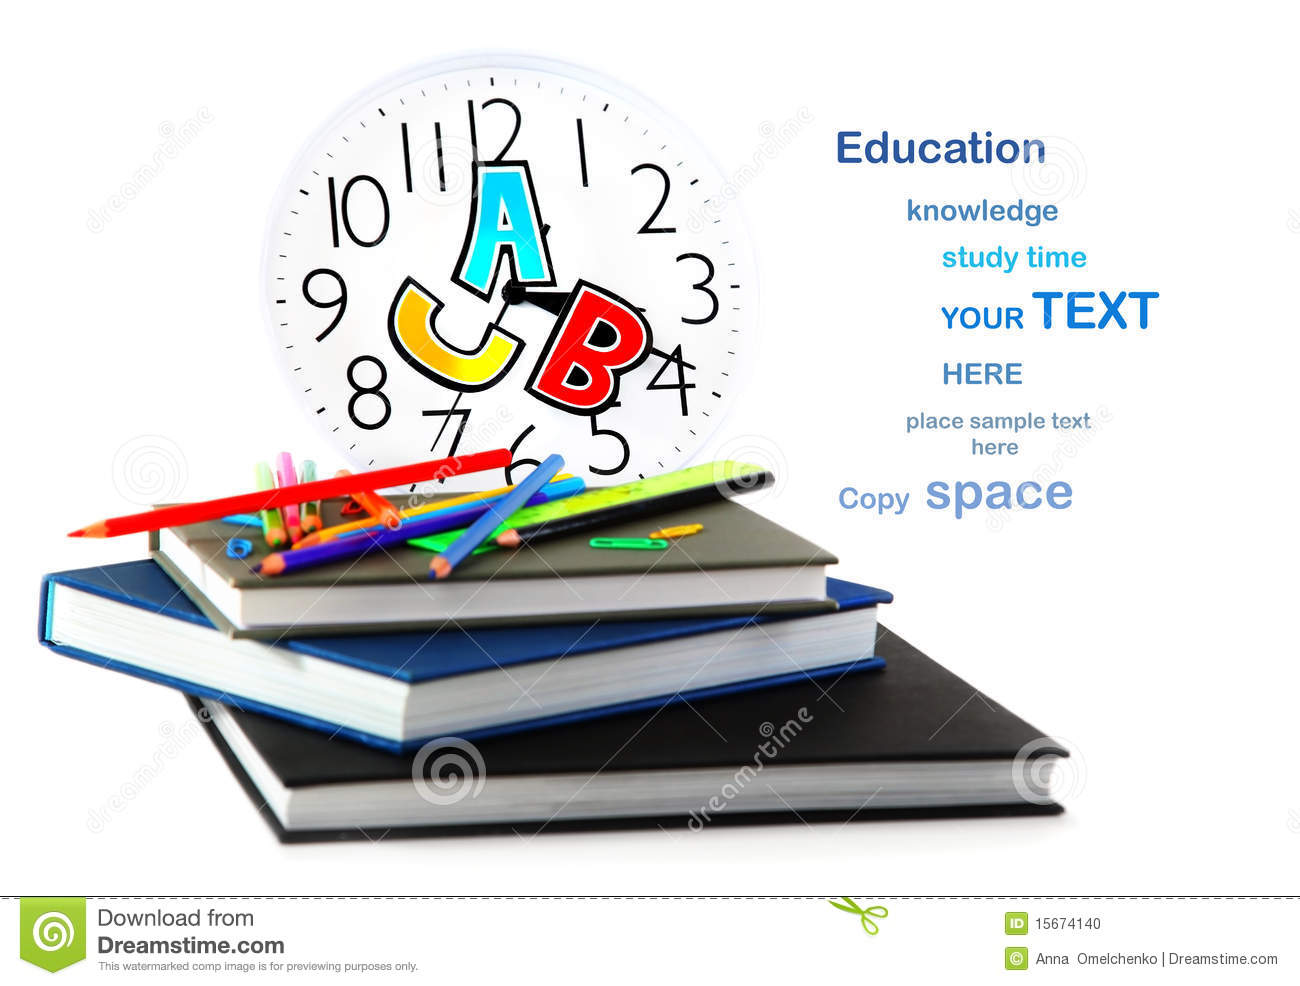 12
11
1
10
2
A
9
3
C
B
8
4
7
5
6
Education
knowledge
study time
YOUR TEXT
HERE
place sample text
here
Copy space
dreamstime
Download from
Dreamstime.com
This watermarked comp image is for previewing purposes only.
ID 15674140
© Anna Omelchenko | Dreamstime.com